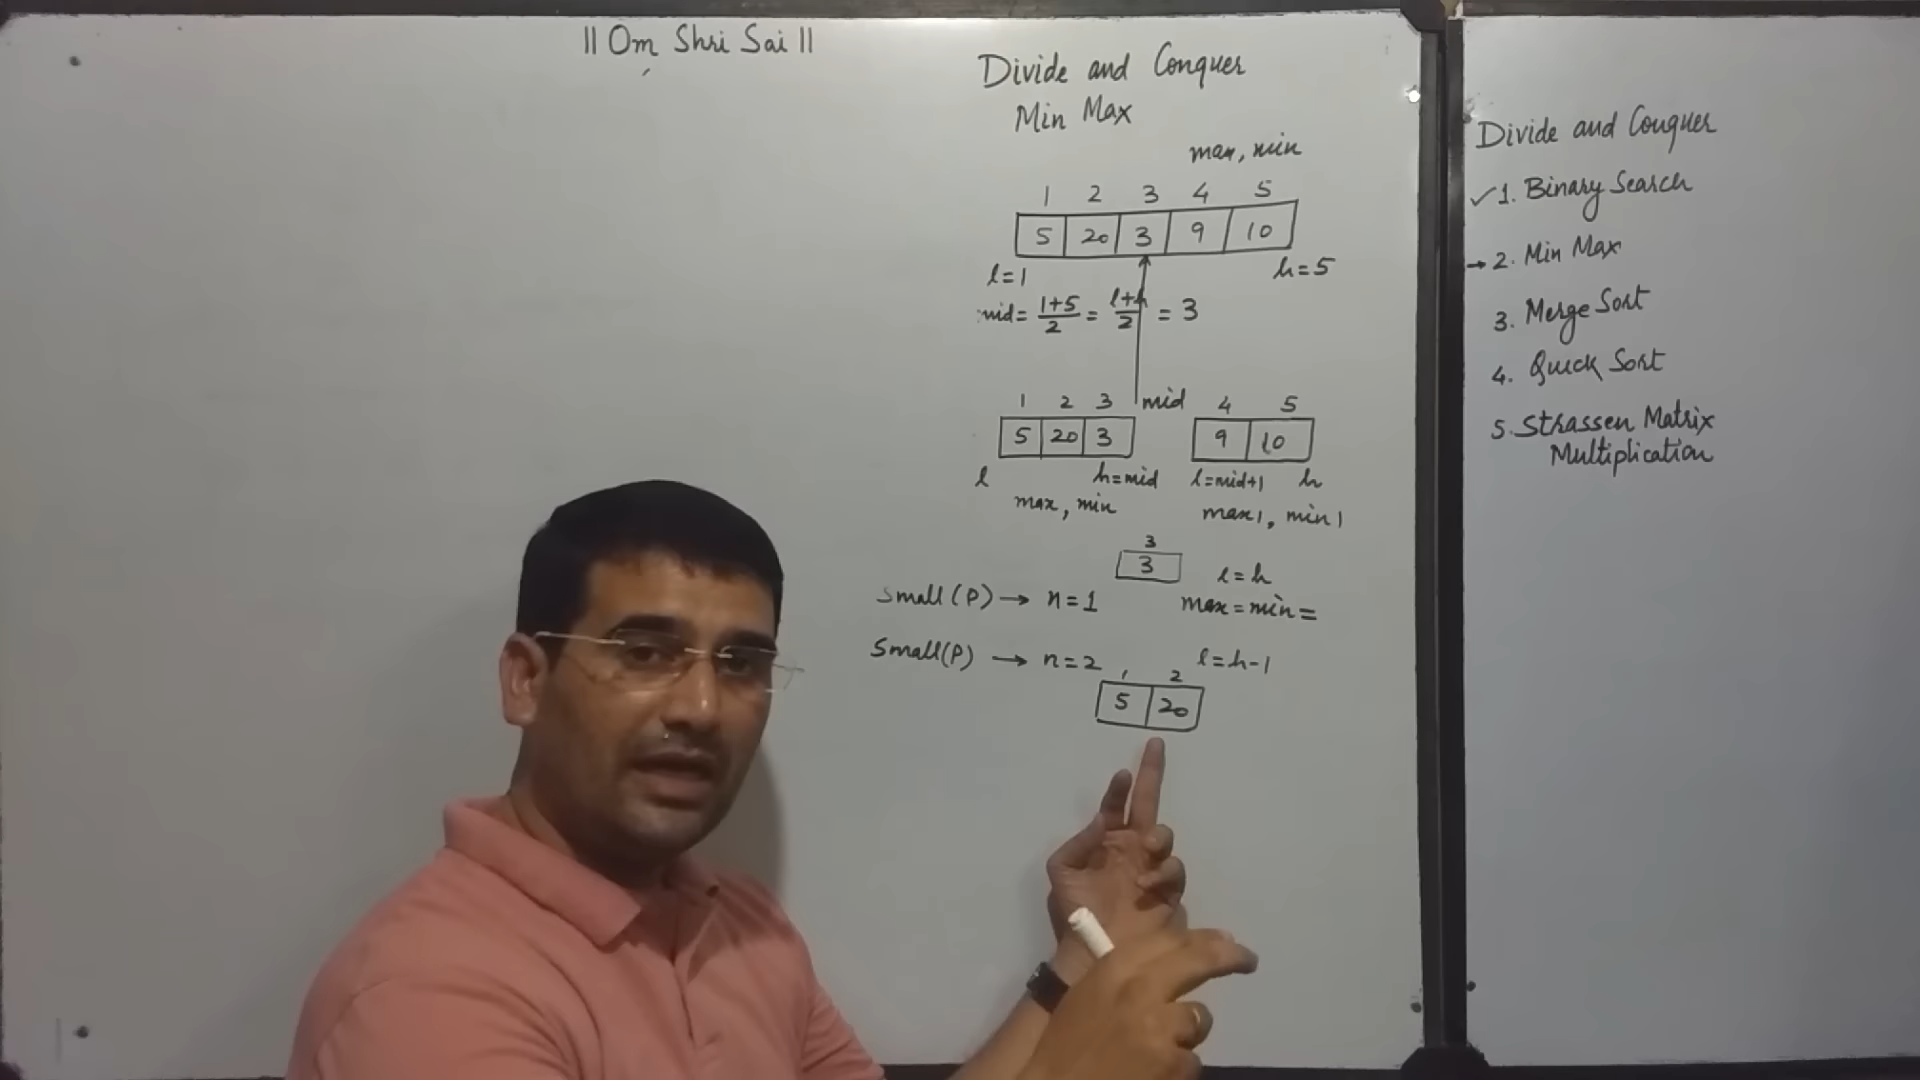 || Om Shri Sai ||
Divide and Conquer
Min Max
max, min
1 2 3 4 5
5 20 3 9 10
l=1 h=5
mid = 1+5/2 = l+h/2 = 3
1 2 3 mid 4 5
5 20 3 9 10
l h=mid l=mid+1 h
max, min max1, min1
3
3
l=h
Small(P) → n=1 max=min=
Small(P) → n=2 l=h-1
1 2
5 20
Divide and Conquer
✓1. Binary Search
→2. Min Max
3. Merge Sort
4. Quick Sort
5. Strassen Matrix
Multiplication